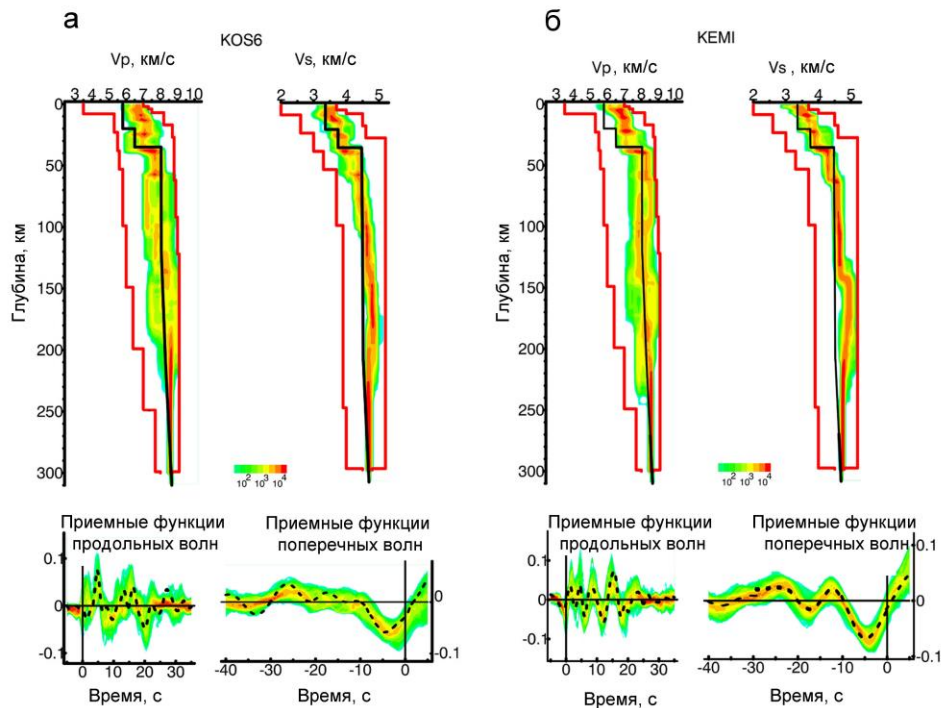 а
KOS6
Vp, км/с
Vs, км/с
3 4 5 6 7 8 9 10
2 3 4 5
0
50
100
150
200
250
300
Глубина, км
10² 10³ 10⁴
Приемные функции
продольных волн
Приемные функции
поперечных волн
0.1
0
-0.1
0
-0.1
0 10 20 30
-40 -30 -20 -10 0
Время, с
Время, с
б
KEMI
Vp, км/с
Vs , км/с
3 4 5 6 7 8 9 10
2 3 4 5
0
50
100
150
200
250
300
Глубина, км
10² 10³ 10⁴
Приемные функции
продольных волн
Приемные функции
поперечных волн
0.1
0
-0.1
0.1
0
-0.1
0 10 20 30
-40 -30 -20 -10 0
Время, с
Время, с